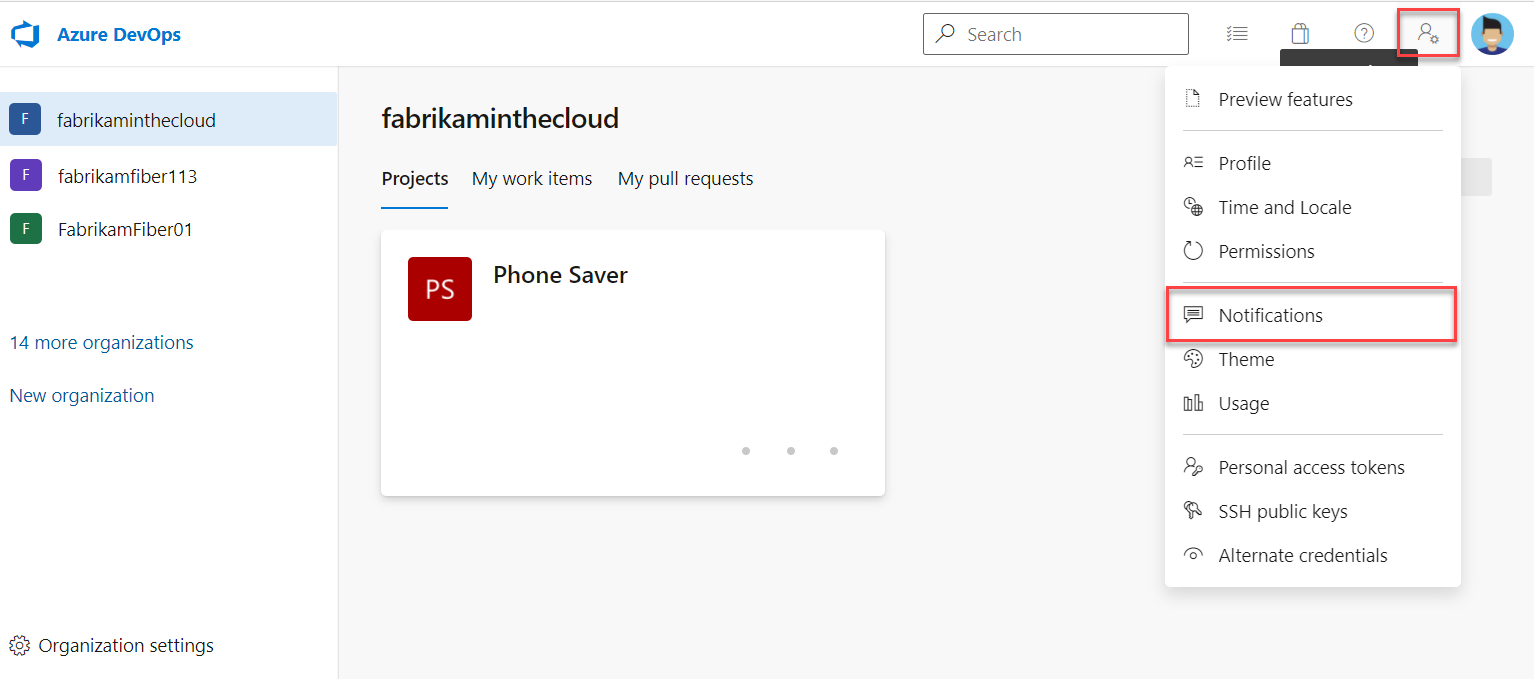 Azure DevOps
Search
F fabrikaminthecloud
F fabrikamfiber113
F FabrikamFiber01
14 more organizations
New organization
Organization settings
fabrikaminthecloud
Projects My work items My pull requests
PS Phone Saver
Preview features
Profile
Time and Locale
Permissions
Notifications
Theme
Usage
Personal access tokens
SSH public keys
Alternate credentials